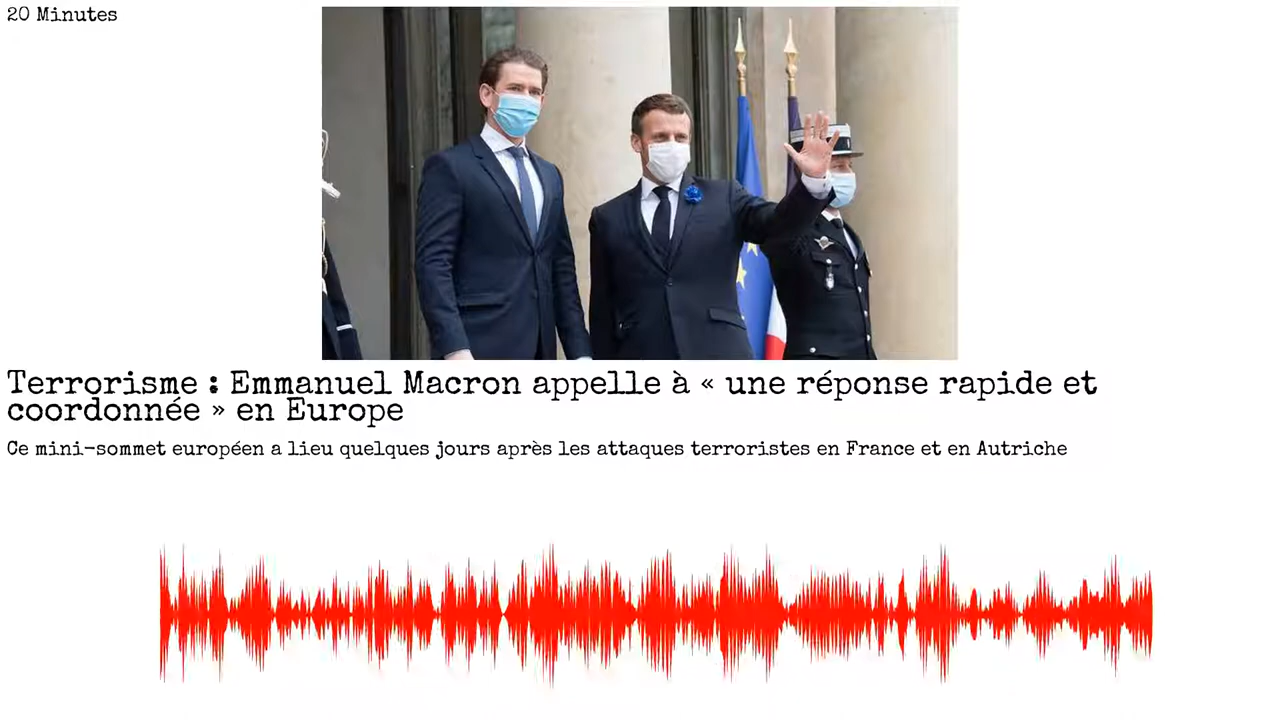 20 Minutes
Terrorisme : Emmanuel Macron appelle à « une réponse rapide et
coordonnée » en Europe
Ce mini-sommet européen a lieu quelques jours après les attaques terroristes en France et en Autriche